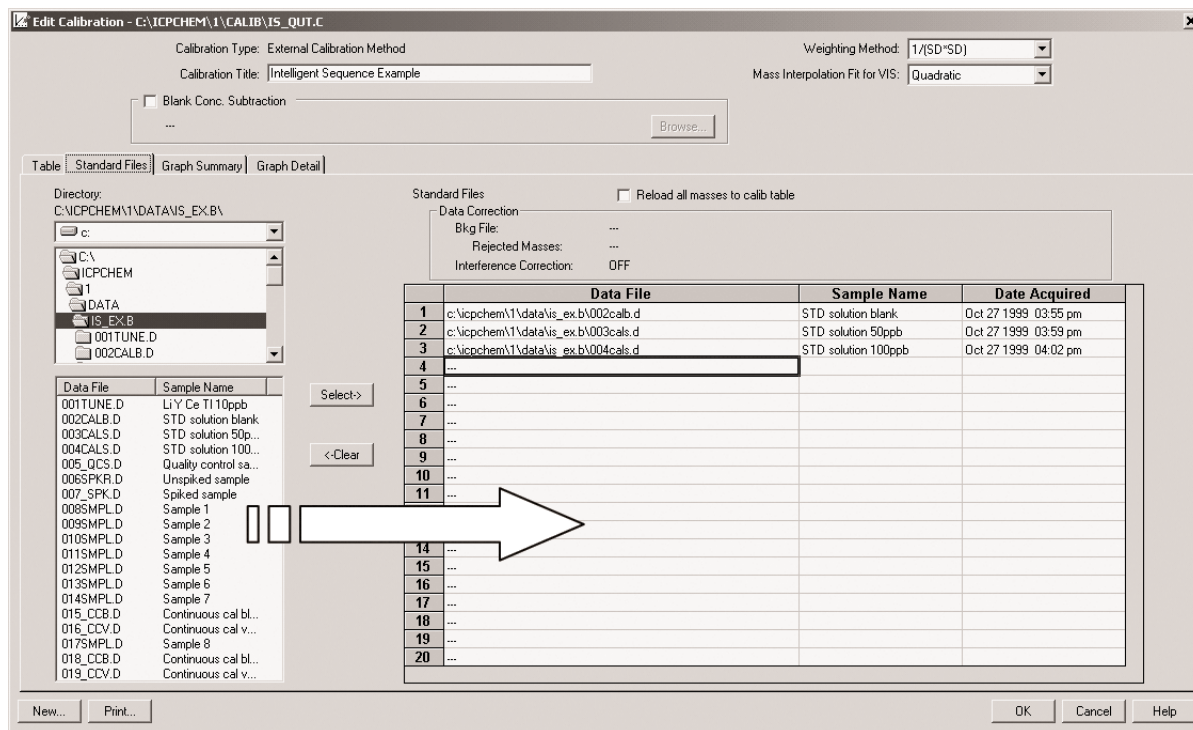 Edit Calibration - C:\ICPCHEM\1\CALIB\IS_QUT.C
Calibration Type: External Calibration Method
Weighting Method: 1/(SD*SD)
Calibration Title: Intelligent Sequence Example
Mass Interpolation Fit for VIS: Quadratic
Blank Conc. Subtraction
---
Browse...
Table Standard Files Graph Summary Graph Detail
Directory:
C:\ICPCHEM\1\DATA\IS_EX.B\
c:
C:\
ICPCHEM
1
DATA
IS_EX.B
001TUNE.D
002CALB.D
Data File Sample Name
001TUNE.D Li Y Ce Tl 10ppb
002CALB.D STD solution blank
003CALS.D STD solution 50p...
004CALS.D STD solution 100...
005_QCS.D Quality control sa...
006SPKR.D Unspiked sample
007_SPK.D Spiked sample
008SMPL.D Sample 1
009SMPL.D Sample 2
010SMPL.D Sample 3
011SMPL.D Sample 4
012SMPL.D Sample 5
013SMPL.D Sample 6
014SMPL.D Sample 7
015_CCB.D Continuous cal bl...
016_CCV.D Continuous cal v...
017SMPL.D Sample 8
018_CCB.D Continuous cal bl...
019_CCV.D Continuous cal v...
Select->
<-Clear
Standard Files
Reload all masses to calib table
Data Correction
Bkg File: ---
Rejected Masses: ---
Interference Correction: OFF
Data File Sample Name Date Acquired
1 c:\icpchem\1\data\is_ex.b\002calb.d STD solution blank Oct 27 1999 03:55 pm
2 c:\icpchem\1\data\is_ex.b\003cals.d STD solution 50ppb Oct 27 1999 03:59 pm
3 c:\icpchem\1\data\is_ex.b\004cals.d STD solution 100ppb Oct 27 1999 04:02 pm
4 ---
5 ---
6 ---
7 ---
8 ---
9 ---
10 ---
11 ---
14 ---
15 ---
16 ---
17 ---
18 ---
19 ---
20 ---
New... Print... OK Cancel Help